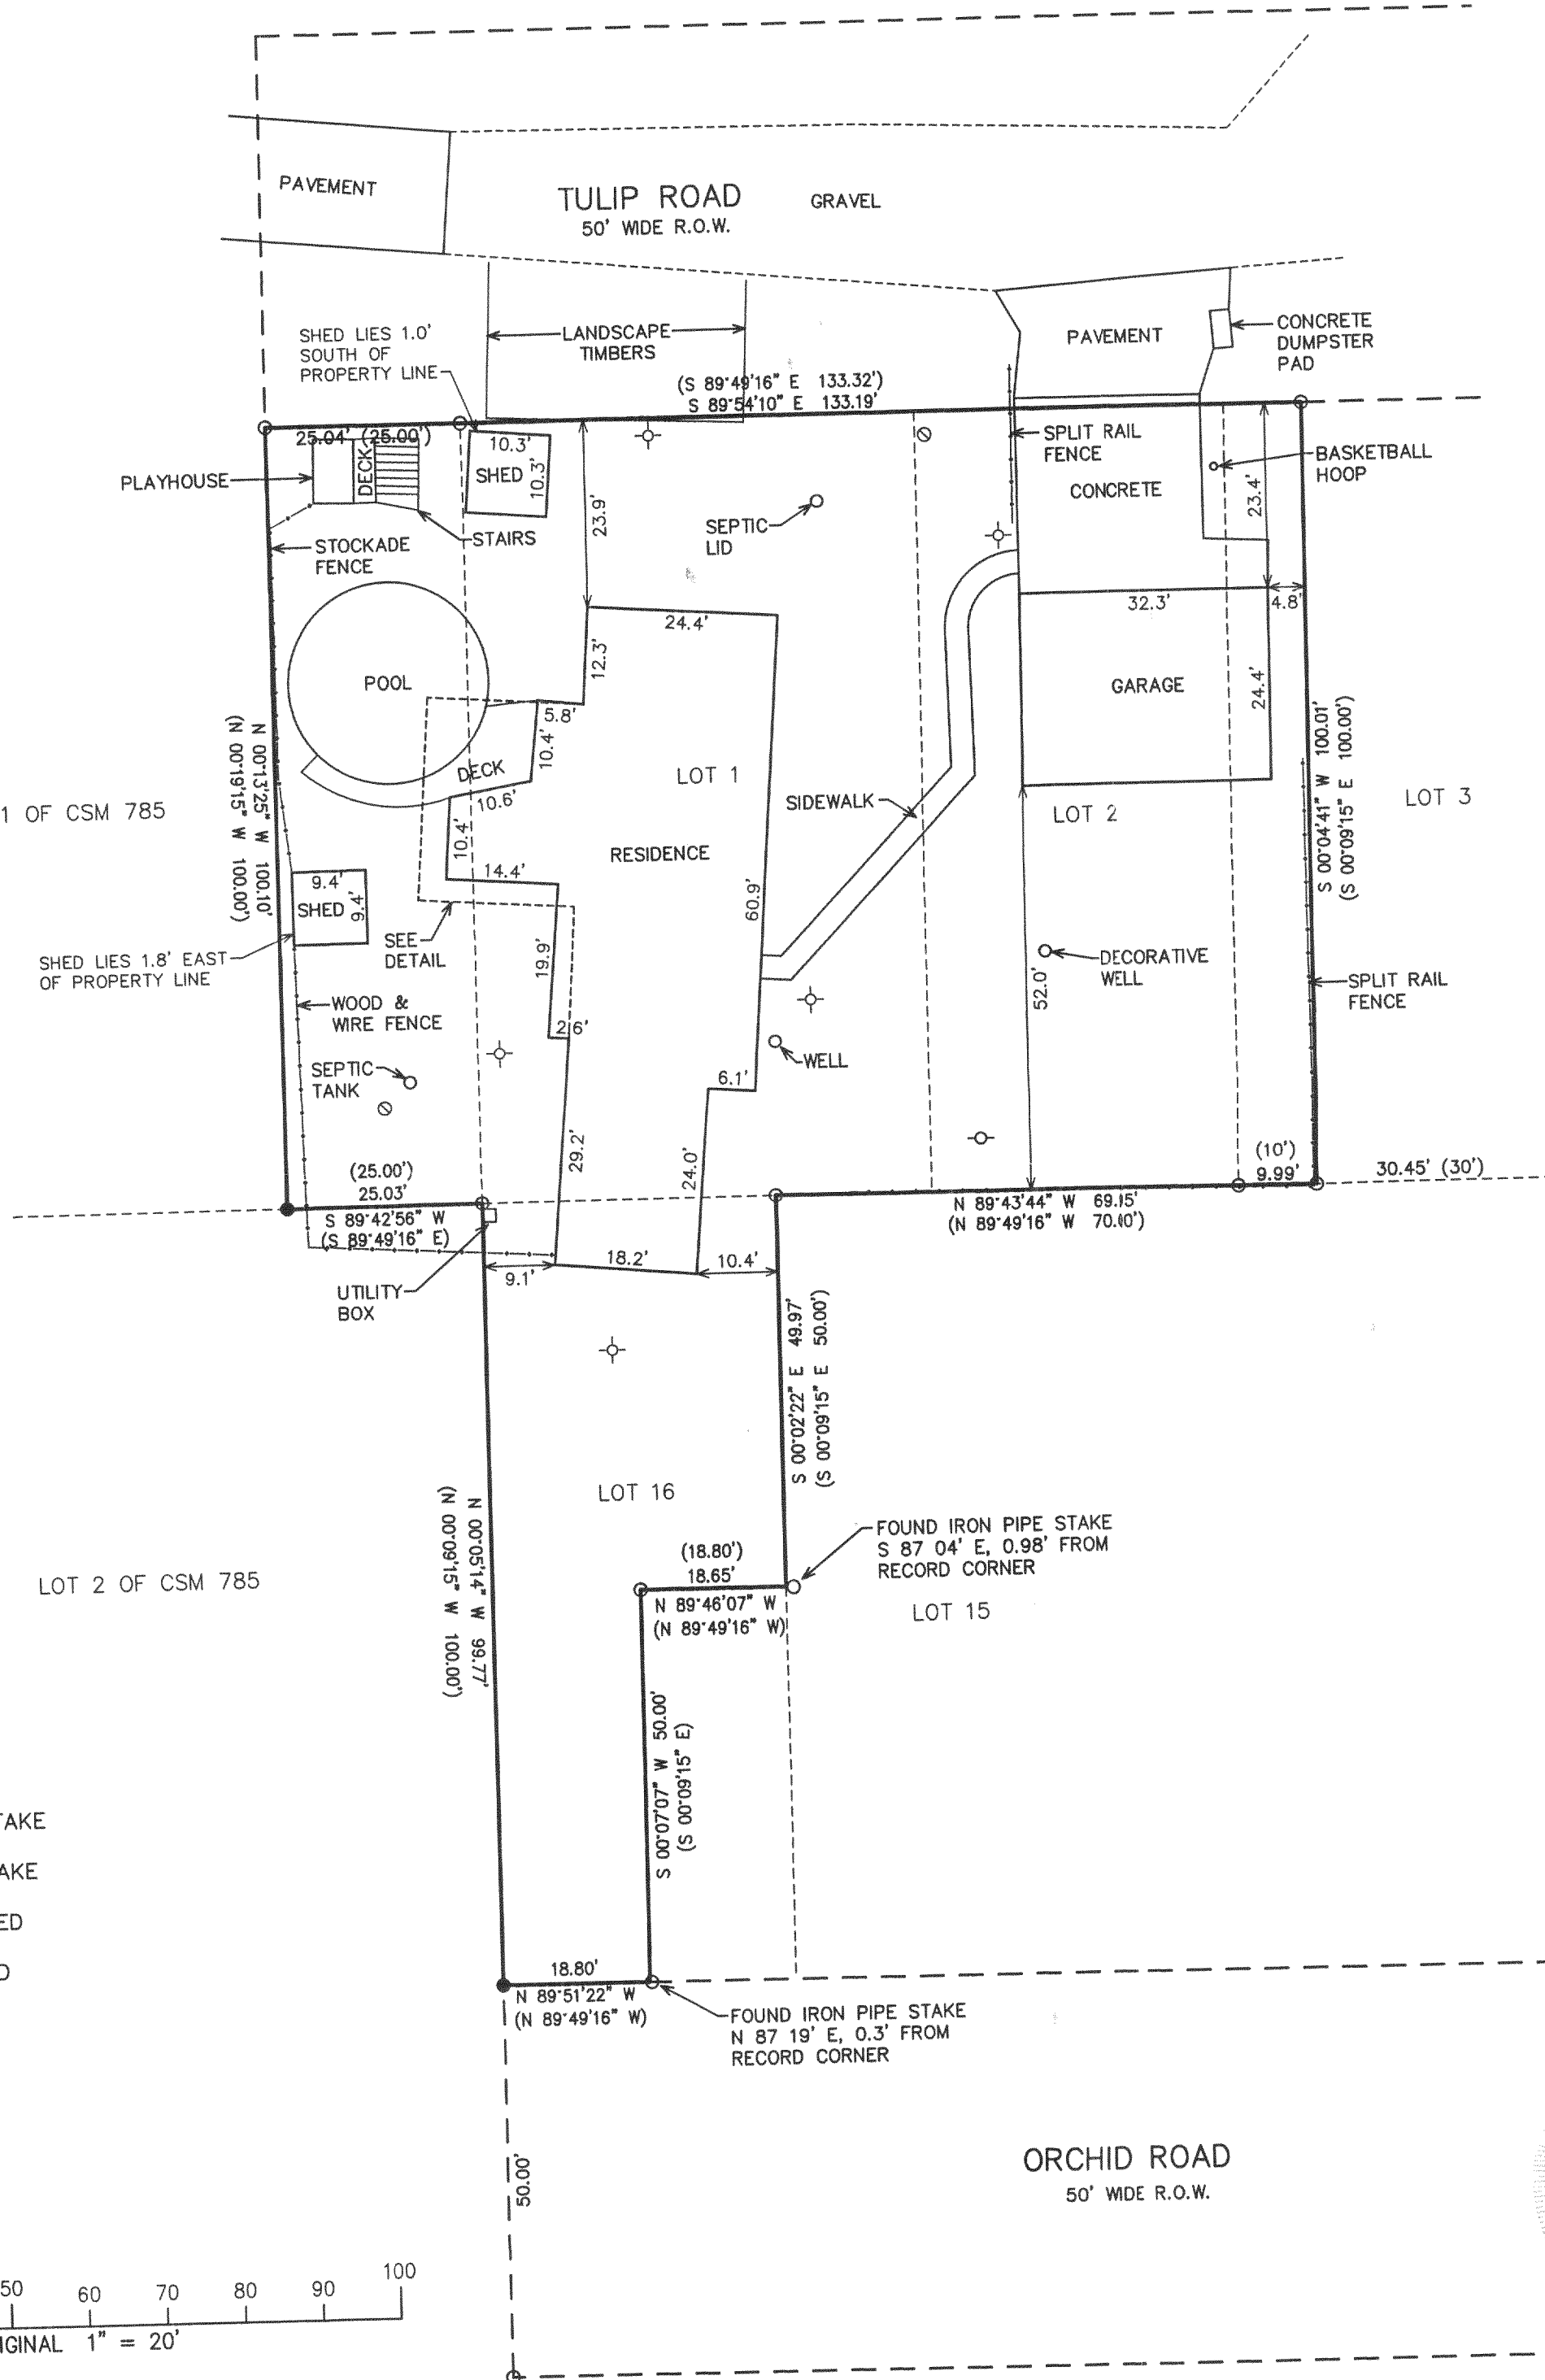 PAVEMENT
TULIP ROAD
50' WIDE R.O.W.
GRAVEL
SHED LIES 1.0'
SOUTH OF
PROPERTY LINE
LANDSCAPE
TIMBERS
PAVEMENT
CONCRETE
DUMPSTER
PAD
(S 89°49'16" E 133.32')
S 89°54'10" E 133.19'
25.04' (25.00')
PLAYHOUSE
DECK
10.3'
SHED
10.3'
STAIRS
STOCKADE
FENCE
23.9'
SEPTIC
LID
SPLIT RAIL
FENCE
CONCRETE
BASKETBALL
HOOP
23.4'
24.4'
12.3'
32.3'
4.8'
POOL
5.8'
10.4'
DECK
10.6'
10.4'
14.4'
GARAGE
24.4'
LOT 1
SIDEWALK
LOT 2
LOT 3
S 00°04'41" W 100.01'
(S 00°09'15" E 100.00')
1 OF CSM 785
N 00°13'25" W 100.10'
(N 00°19'15" W 100.00')
RESIDENCE
60.9'
9.4'
SHED
9.4'
SEE
DETAIL
19.9'
SHED LIES 1.8' EAST
OF PROPERTY LINE
WOOD &
WIRE FENCE
DECORATIVE
WELL
52.0'
SPLIT RAIL
FENCE
2.6'
SEPTIC
TANK
WELL
6.1'
29.2'
24.0'
(25.00')
25.03'
S 89°42'56" W
(S 89°49'16" E)
N 89°43'44" W 69.15'
(N 89°49'16" W 70.00')
(10')
9.99'
30.45' (30')
UTILITY
BOX
9.1'
18.2'
10.4'
S 00°02'22" E 49.97'
(S 00°09'15" E 50.00')
LOT 16
N 00°05'14" W 99.77'
(N 00°09'15" W 100.00')
LOT 2 OF CSM 785
(18.80')
18.65'
N 89°46'07" W
(N 89°49'16" W)
FOUND IRON PIPE STAKE
S 87 04' E, 0.98' FROM
RECORD CORNER
LOT 15
S 00°07'07" W 50.00'
(S 00°09'15" E)
TAKE
AKE
ED
D
18.80'
N 89°51'22" W
(N 89°49'16" W)
FOUND IRON PIPE STAKE
N 87 19' E, 0.3' FROM
RECORD CORNER
50.00'
ORCHID ROAD
50' WIDE R.O.W.
50 60 70 80 90 100
IGINAL 1" = 20'